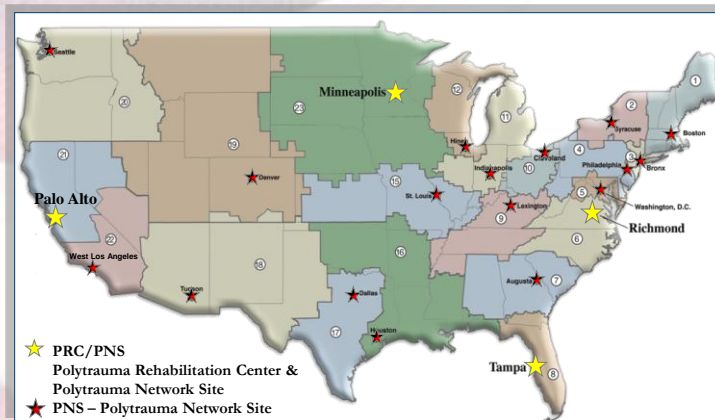 Seattle
20
Minneapolis
23
12
11
1
2
Syracuse
Boston
19
21
Hines
Cleveland
4
3
Philadelphia
Bronx
Indianapolis
10
Denver
15
5
Palo Alto
St. Louis
Lexington
Washington, D.C.
Richmond
22
9
6
West Los Angeles
18
16
Tucson
Dallas
Augusta
7
17
Houston
Tampa
8
PRC/PNS
Polytrauma Rehabilitation Center &
Polytrauma Network Site
PNS – Polytrauma Network Site